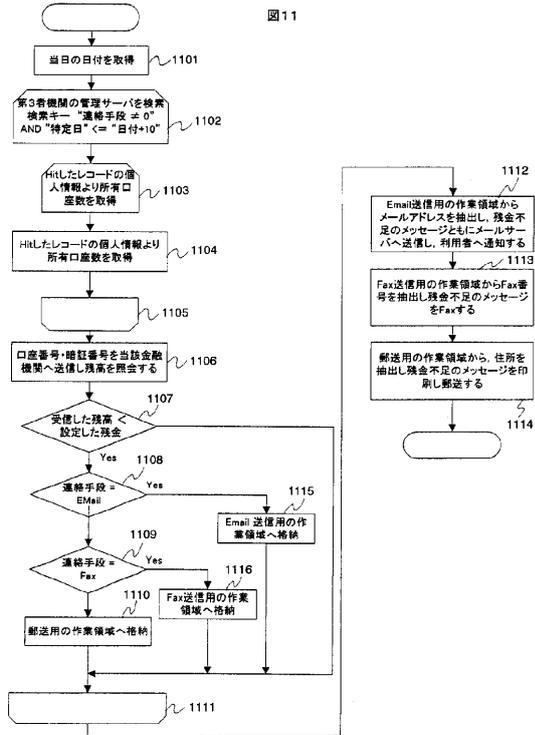 図11
当日の日付を取得
1101
第3者機関の管理サーバを検索
検索キー "連絡手段 ≠ 0"
AND "特定日" <= "日付+10"
1102
Hitしたレコードの個
人情報より所有口
座数を取得
1103
Hitしたレコードの個人情報より
所有口座数を取得
1104
1105
口座番号・暗証番号を当該金融
機関へ送信し残高を照会する
1106
1107
受信した残高 <
設定した残金
Yes
1108
連絡手段 =
EMail
Yes
1115
Email 送信用の作
業領域へ格納
1109
連絡手段 =
Fax
Yes
1116
Fax送信用の作業
領域へ格納
1110
郵送用の作業領域へ格納
1111
1112
Email送信用の作業領域から
メールアドレスを抽出し、残金不
足のメッセージともにメールサー
バへ送信し、利用者へ通知する
1113
Fax送信用の作業領域からFax番
号を抽出し残金不足のメッセージ
をFaxする
郵送用の作業領域から、住所を
抽出し残金不足のメッセージを印
刷し郵送する
1114